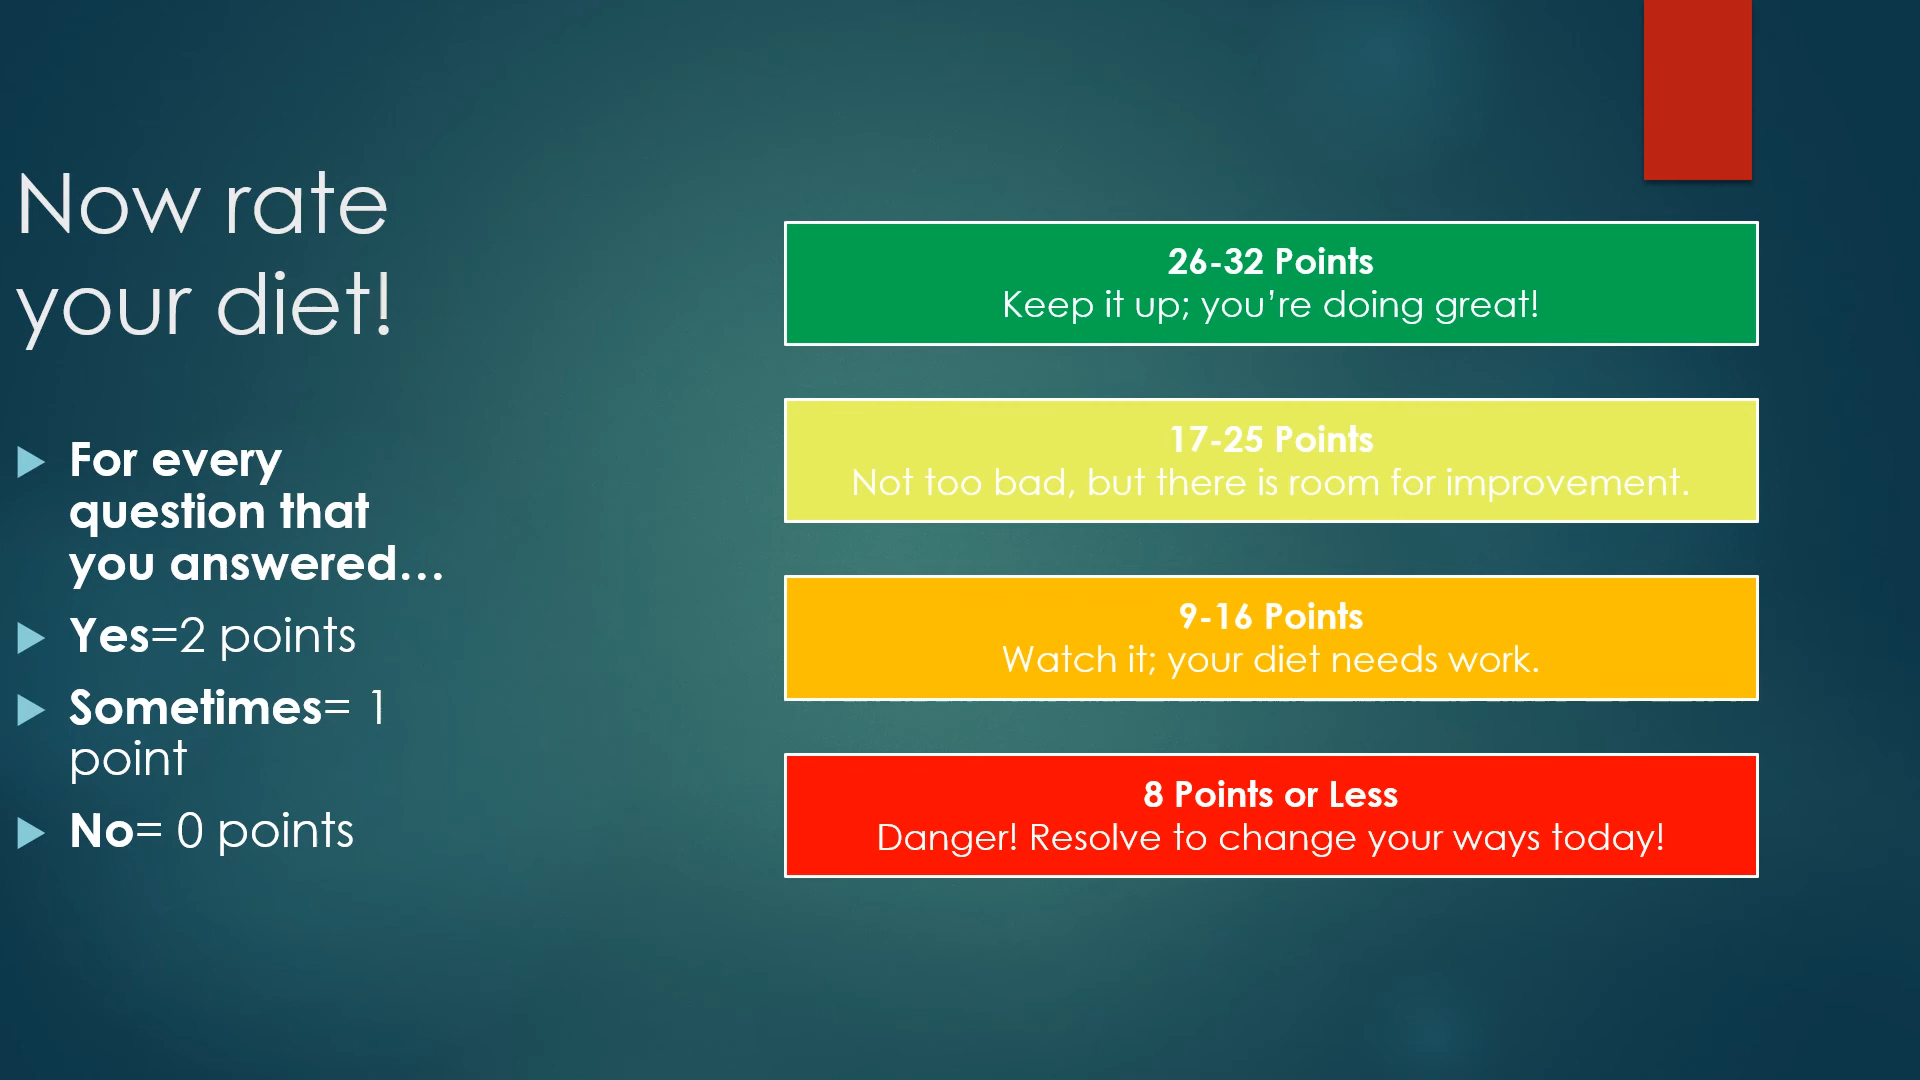 Now rate
your diet!
For every
question that
you answered…
Yes=2 points
Sometimes= 1
point
No= 0 points
26-32 Points
Keep it up; you’re doing great!
17-25 Points
Not too bad, but there is room for improvement.
9-16 Points
Watch it; your diet needs work.
8 Points or Less
Danger! Resolve to change your ways today!